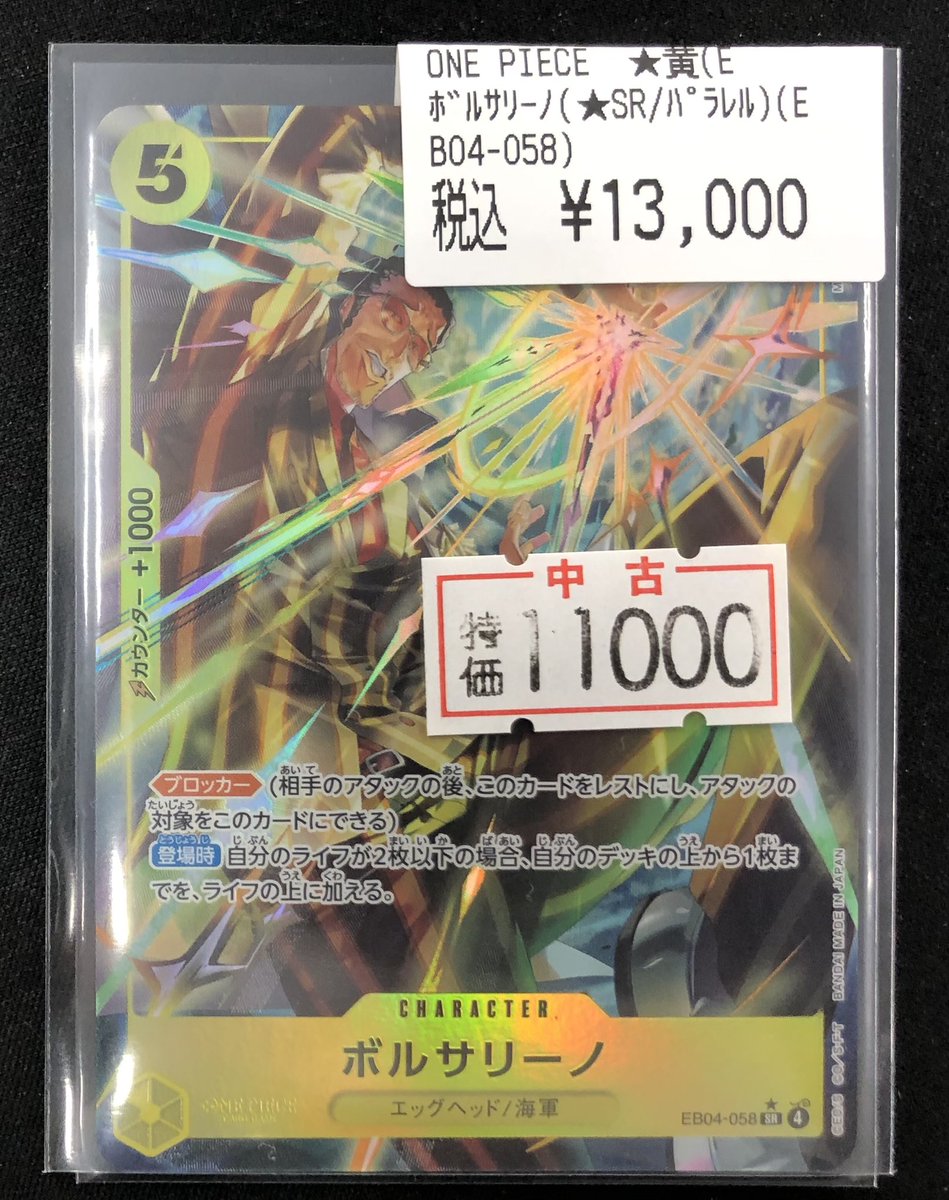 ONE PIECE ★黄(E
ﾎﾞﾙｻﾘｰﾉ(★SR/ﾊﾟﾗﾚﾙ)(E
B04-058)
税込 ¥13,000
5
カウンター +1000
中古
特価 11000
ブロッカー (相手のアタックの後、このカードをレストにし、アタックの
対象をこのカードにできる)
登場時 自分のライフが2枚以下の場合、自分のデッキの上から1枚ま
でを、ライフの上に加える。
BANDAI MADE IN JAPAN
CHARACTER
ボルサリーノ
エッグヘッド/海軍
EB04-058 SR ★ 4